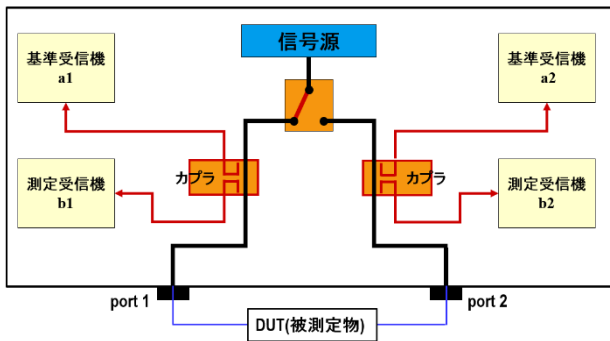 信号源
基準受信機
a1
基準受信機
a2
カプラ
カプラ
測定受信機
b1
測定受信機
b2
port 1
port 2
DUT(被測定物)